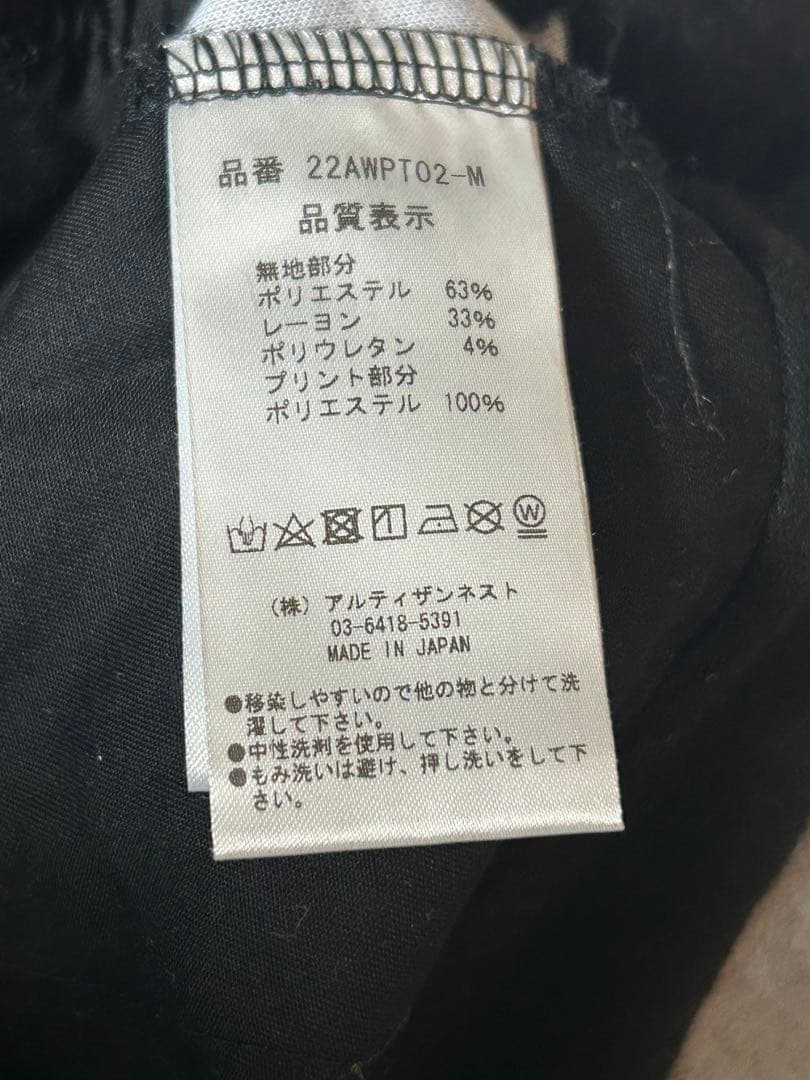 品番 22AWPT02-M
品質表示
無地部分
ポリエステル 63%
レーヨン 33%
ポリウレタン 4%
プリント部分
ポリエステル 100%
W
(株) アルティザンネスト
03-6418-5391
MADE IN JAPAN
●移染しやすいので他の物と分けて洗
濯して下さい。
●中性洗剤を使用して下さい。
●もみ洗いは避け、押し洗いをして下
さい。